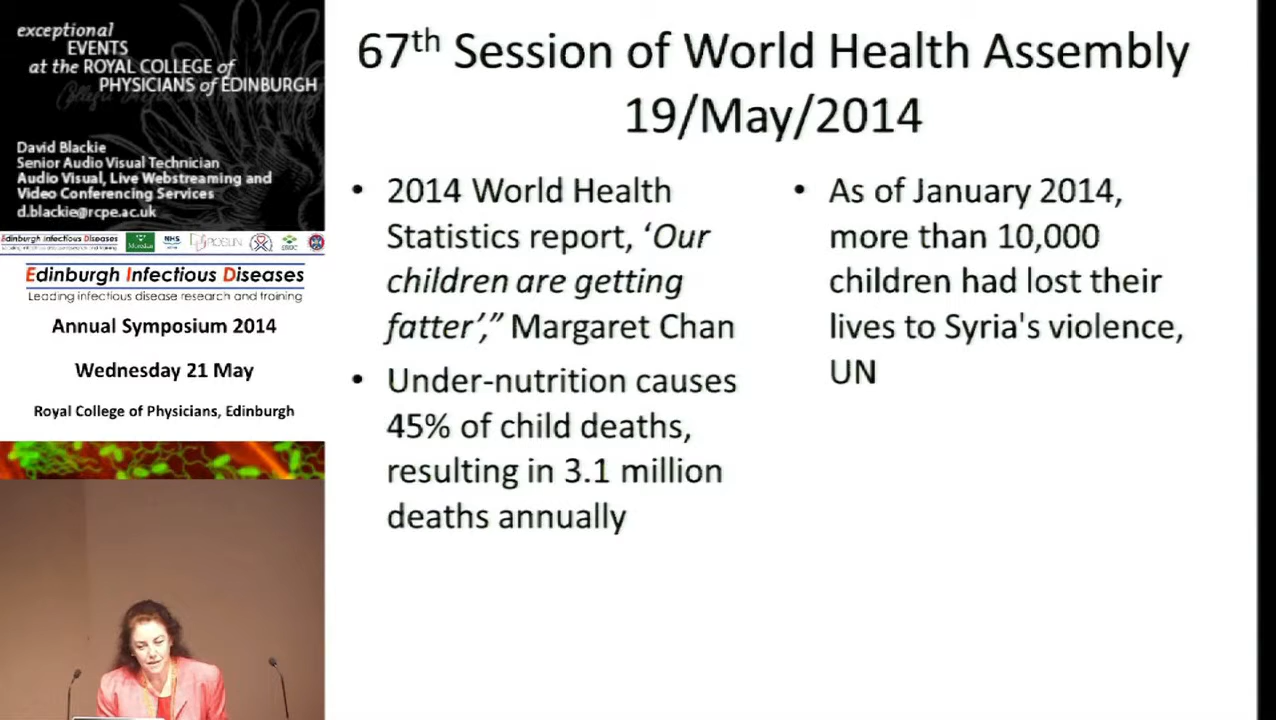 exceptional
EVENTS
at the ROYAL COLLEGE of
PHYSICIANS of EDINBURGH
David Blackie
Senior Audio Visual Technician
Audio Visual, Live Webstreaming and
Video Conferencing Services
d.blackie@rcpe.ac.uk
Edinburgh Infectious Diseases
NHS
Edinburgh Infectious Diseases
Leading infectious disease research and training
Annual Symposium 2014
Wednesday 21 May
Royal College of Physicians, Edinburgh
67th Session of World Health Assembly
19/May/2014
• 2014 World Health
Statistics report, ‘Our
children are getting
fatter’,” Margaret Chan
• Under-nutrition causes
45% of child deaths,
resulting in 3.1 million
deaths annually
• As of January 2014,
more than 10,000
children had lost their
lives to Syria's violence,
UN